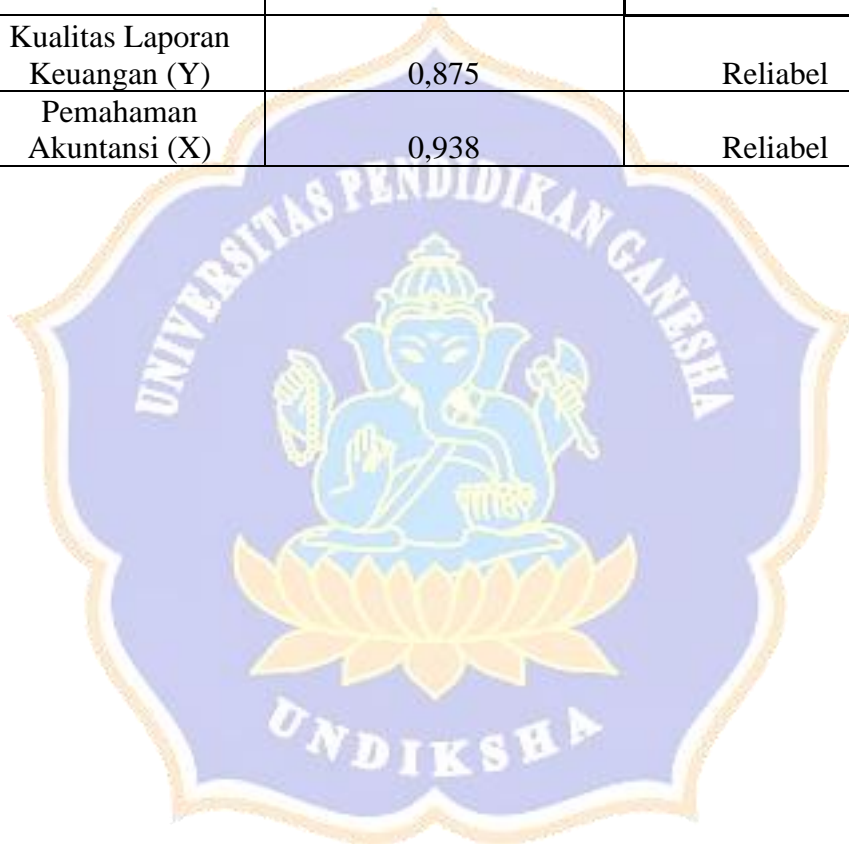 Kualitas Laporan
Keuangan (Y) 0,875 Reliabel
Pemahaman
Akuntansi (X) 0,938 Reliabel
UNIVERSITAS PENDIDIKAN GANESHA
UNDIKSHA